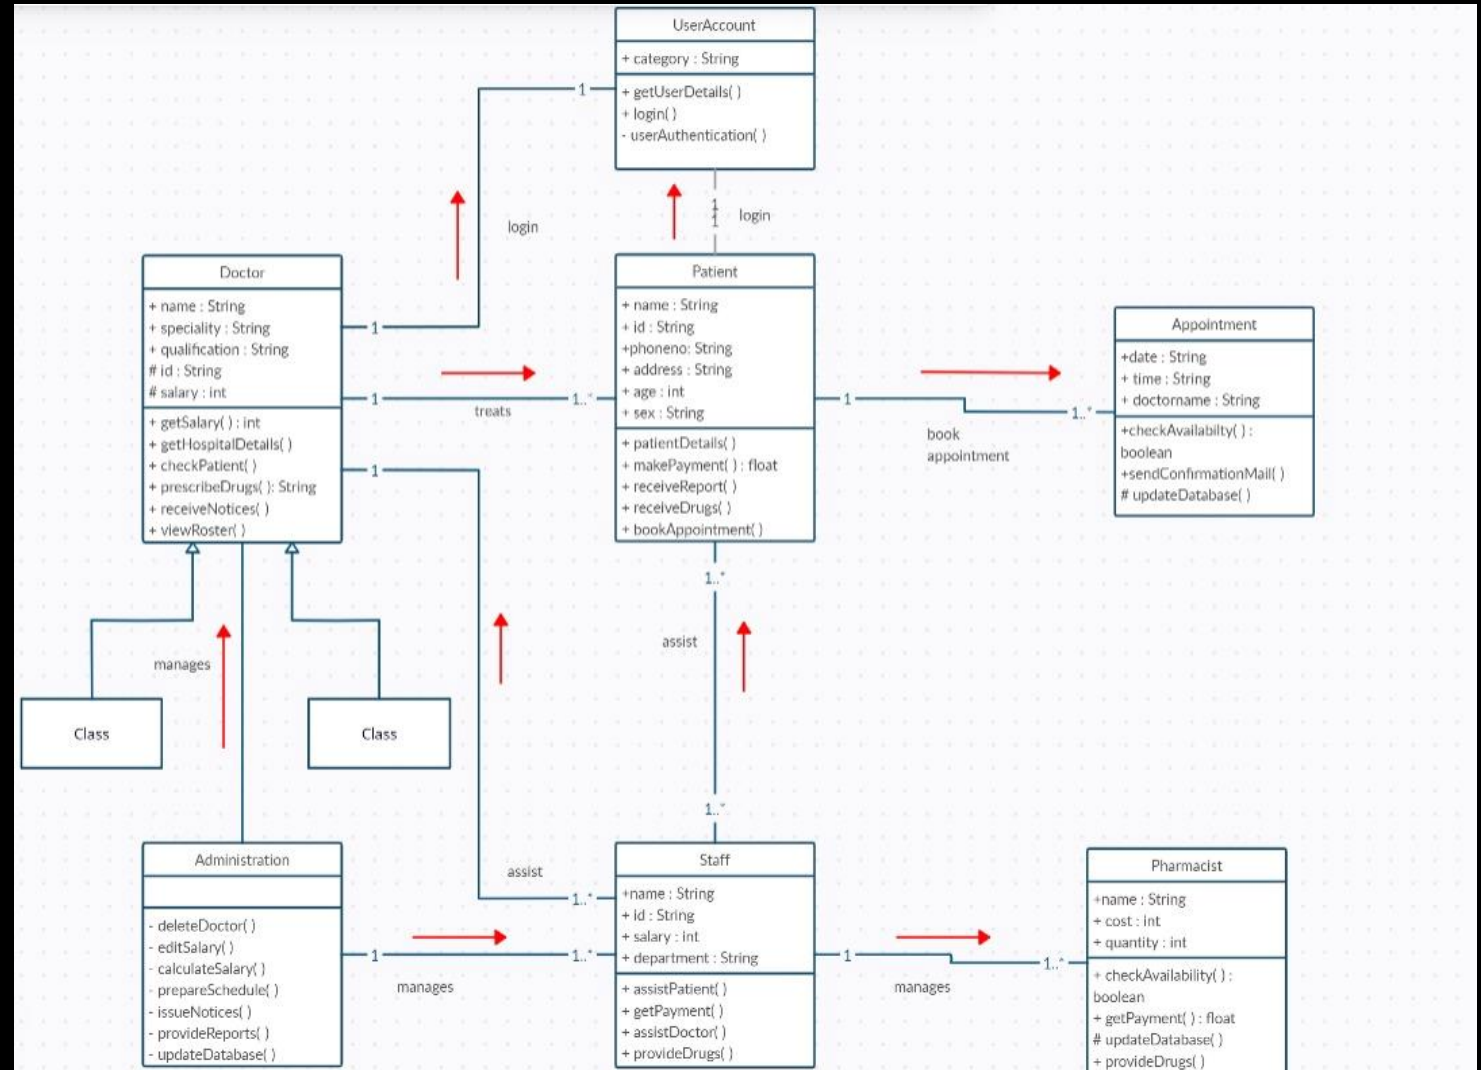 UserAccount
+ category : String
+ getUserDetails( )
+ login( )
- userAuthentication( )
1
1
1
login
login
Doctor
+ name : String
+ speciality : String
+ qualification : String
# id : String
# salary : int
+ getSalary( ) : int
+ getHospitalDetails( )
+ checkPatient( )
+ prescribeDrugs( ): String
+ receiveNotices( )
+ viewRoster( )
1
1
treats
1..*
1
Patient
+ name : String
+ id : String
+phoneno: String
+ address : String
+ age : int
+ sex : String
+ patientDetails( )
+ makePayment( ) : float
+ receiveReport( )
+ receiveDrugs( )
+ bookAppointment( )
1
book
appointment
1..*
Appointment
+date : String
+ time : String
+ doctorname : String
+checkAvailabilty( ) :
boolean
+sendConfirmationMail( )
# updateDatabase( )
1..*
assist
1..*
manages
Class
Class
Administration
- deleteDoctor( )
- editSalary( )
- calculateSalary( )
- prepareSchedule( )
- issueNotices( )
- provideReports( )
- updateDatabase( )
assist
1..*
1
manages
1..*
Staff
+name : String
+ id : String
+ salary : int
+ department : String
+ assistPatient( )
+ getPayment( )
+ assistDoctor( )
+ provideDrugs( )
1
manages
1..*
Pharmacist
+name : String
+ cost : int
+ quantity : int
+ checkAvailability( ) :
boolean
+ getPayment( ) : float
# updateDatabase( )
+ provideDrugs( )